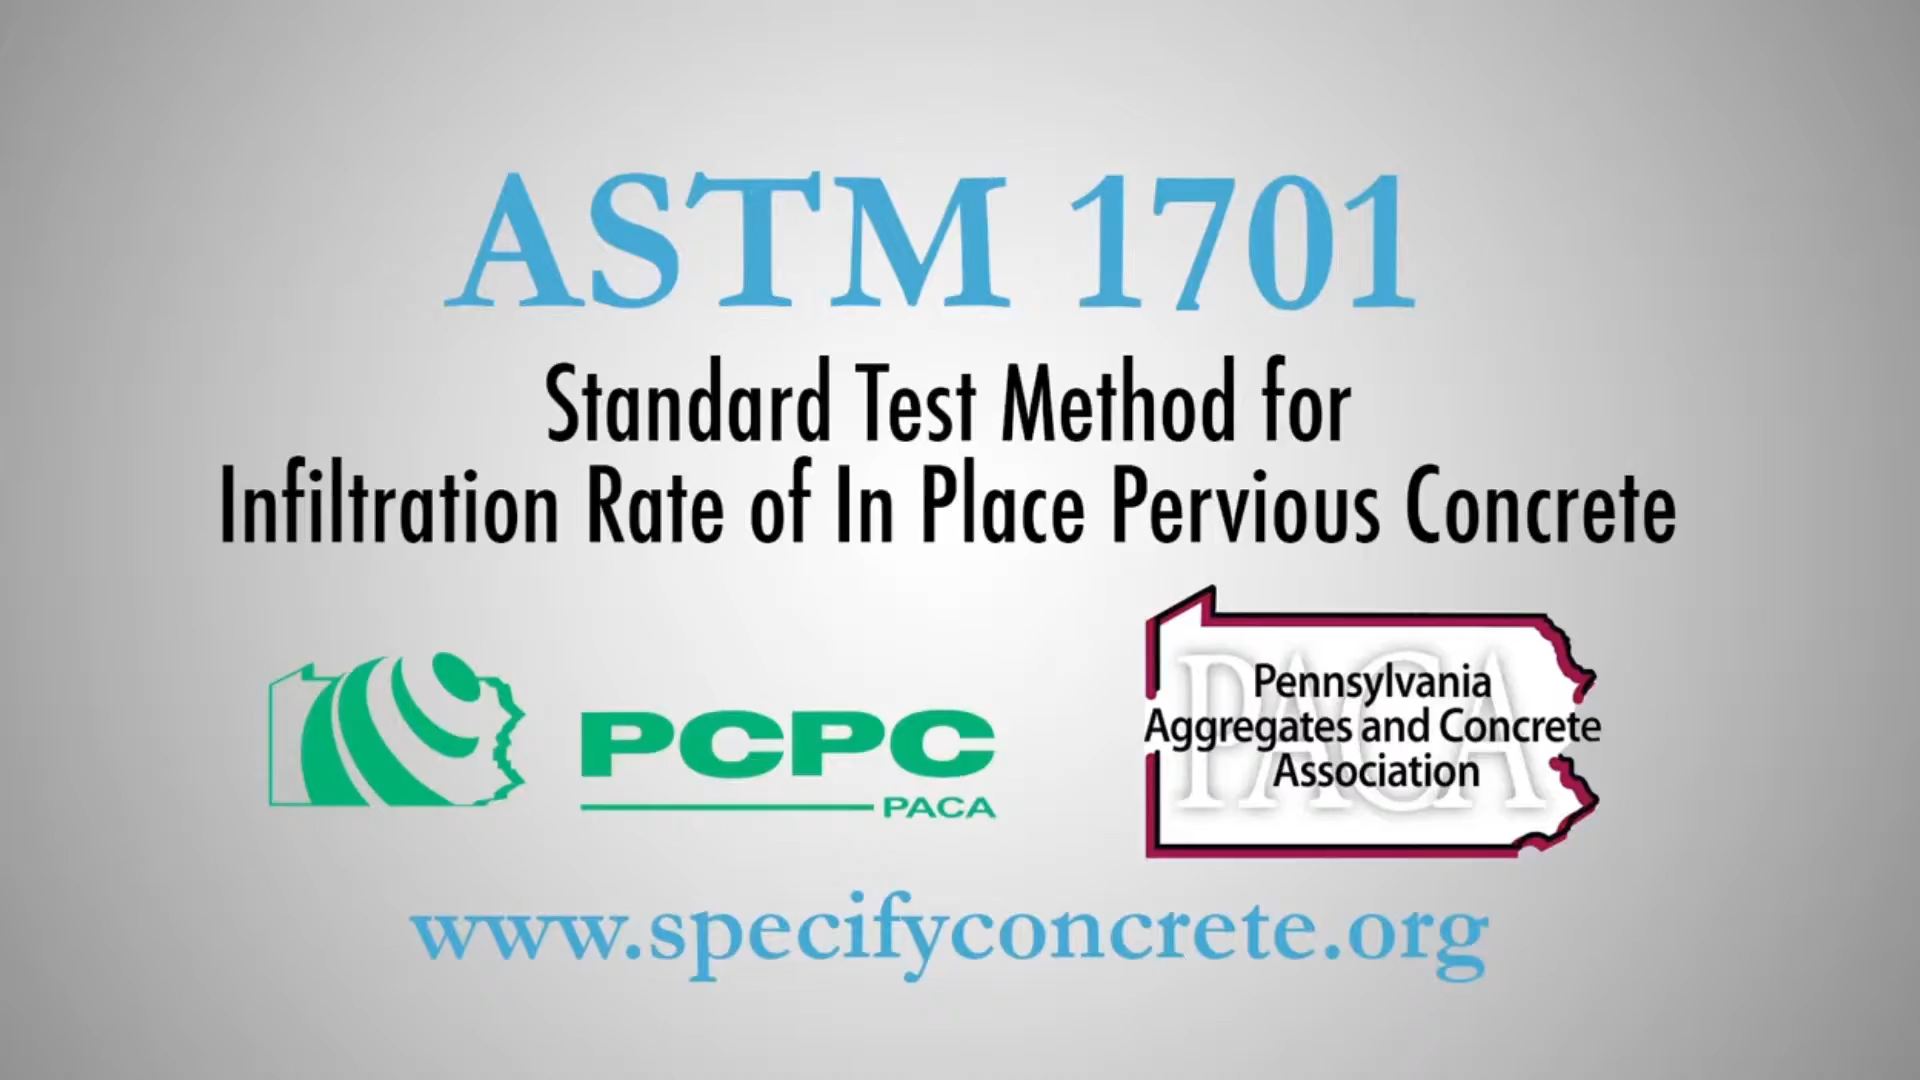 ASTM 1701
Standard Test Method for
Infiltration Rate of In Place Pervious Concrete
PCPC
PACA
PACA
Pennsylvania
Aggregates and Concrete
Association
www.specifyconcrete.org